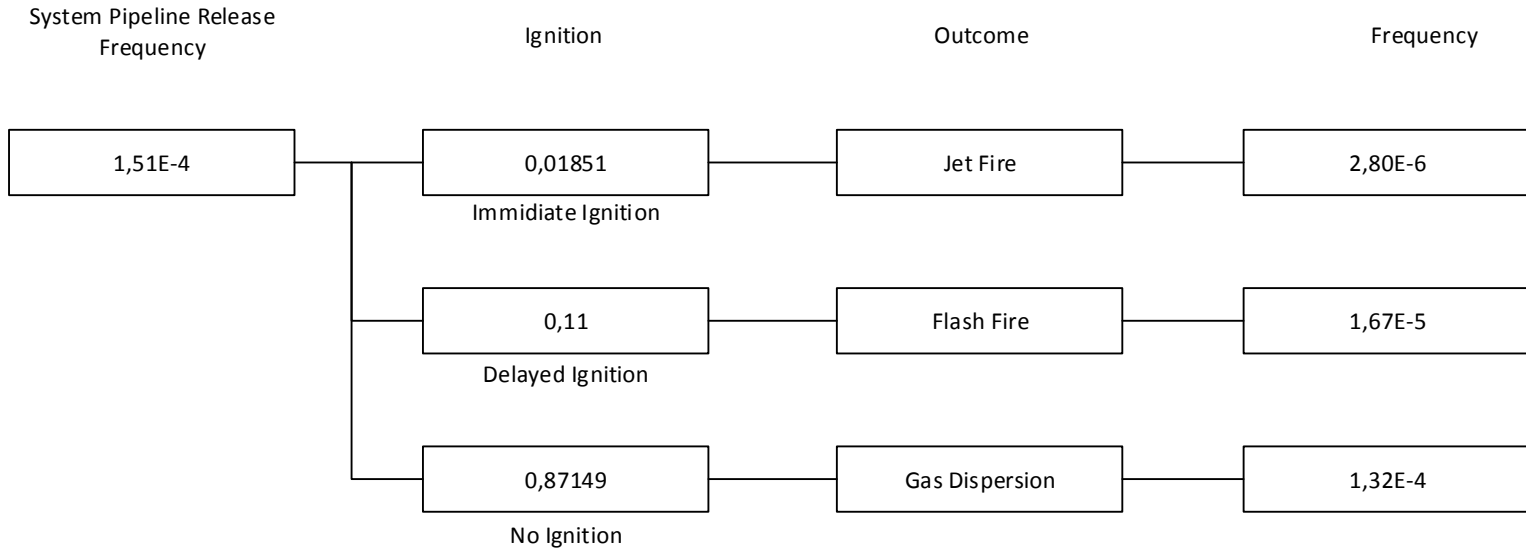 System Pipeline Release
Frequency
Ignition
Outcome
Frequency
1,51E-4
0,01851
Jet Fire
2,80E-6
Immidiate Ignition
0,11
Flash Fire
1,67E-5
Delayed Ignition
0,87149
Gas Dispersion
1,32E-4
No Ignition